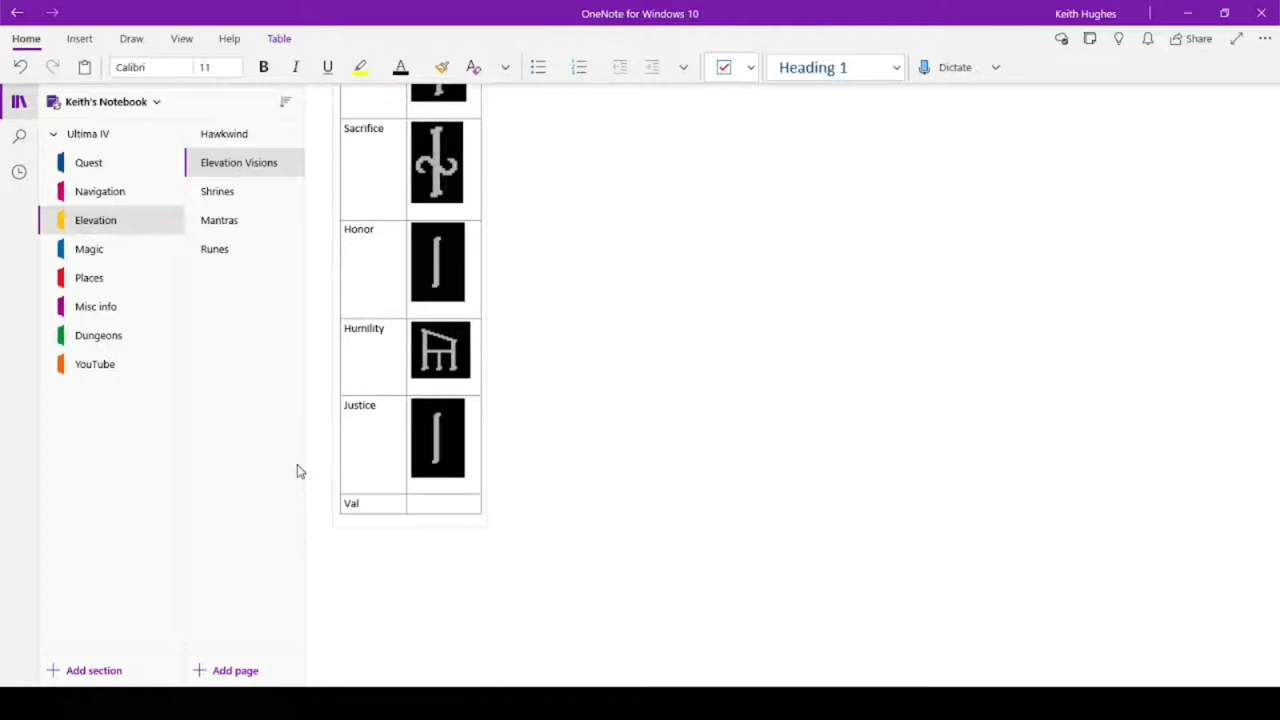 OneNote for Windows 10
Keith Hughes
Home
Insert
Draw
View
Help
Table
Share
Calibri
11
B
I
U
A
A
Heading 1
Dictate
Keith's Notebook
Ultima IV
Quest
Navigation
Elevation
Magic
Places
Misc info
Dungeons
YouTube
Hawkwind
Elevation Visions
Shrines
Mantras
Runes
Sacrifice
Honor
Humility
Justice
Val
Add section
Add page